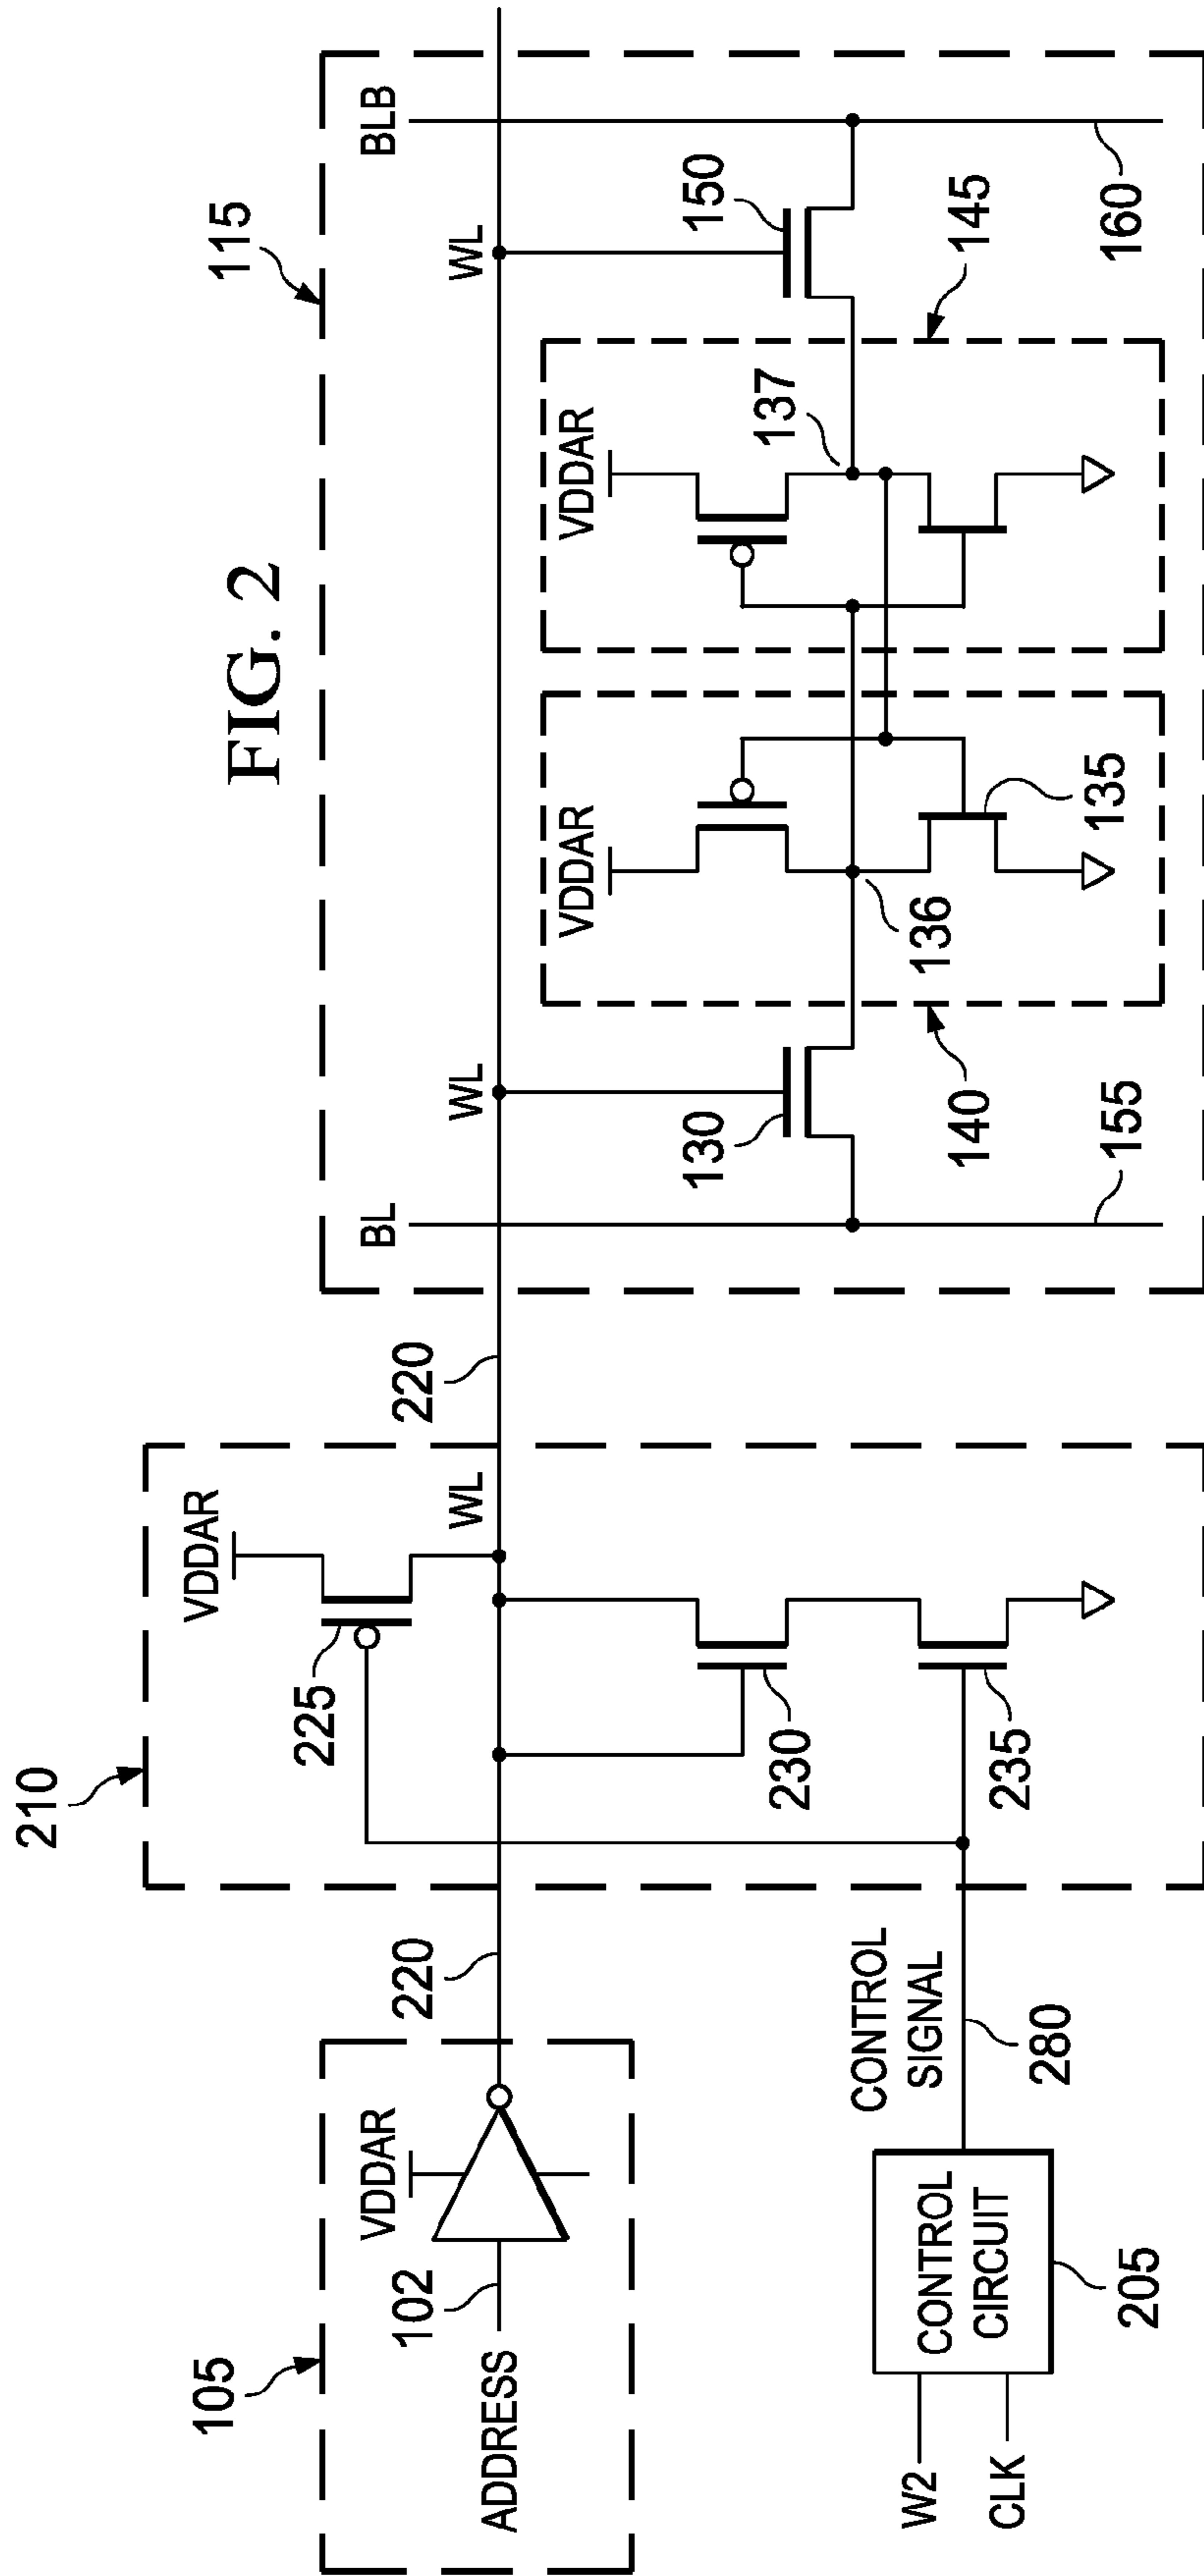 FIG. 2
105
ADDRESS
102
VDDAR
220
210
VDDAR
225
WL
230
235
W2
CLK
CONTROL
CIRCUIT
205
CONTROL
SIGNAL
280
220
115
BL
WL
130
155
140
VDDAR
136
135
VDDAR
137
145
WL
150
BLB
160